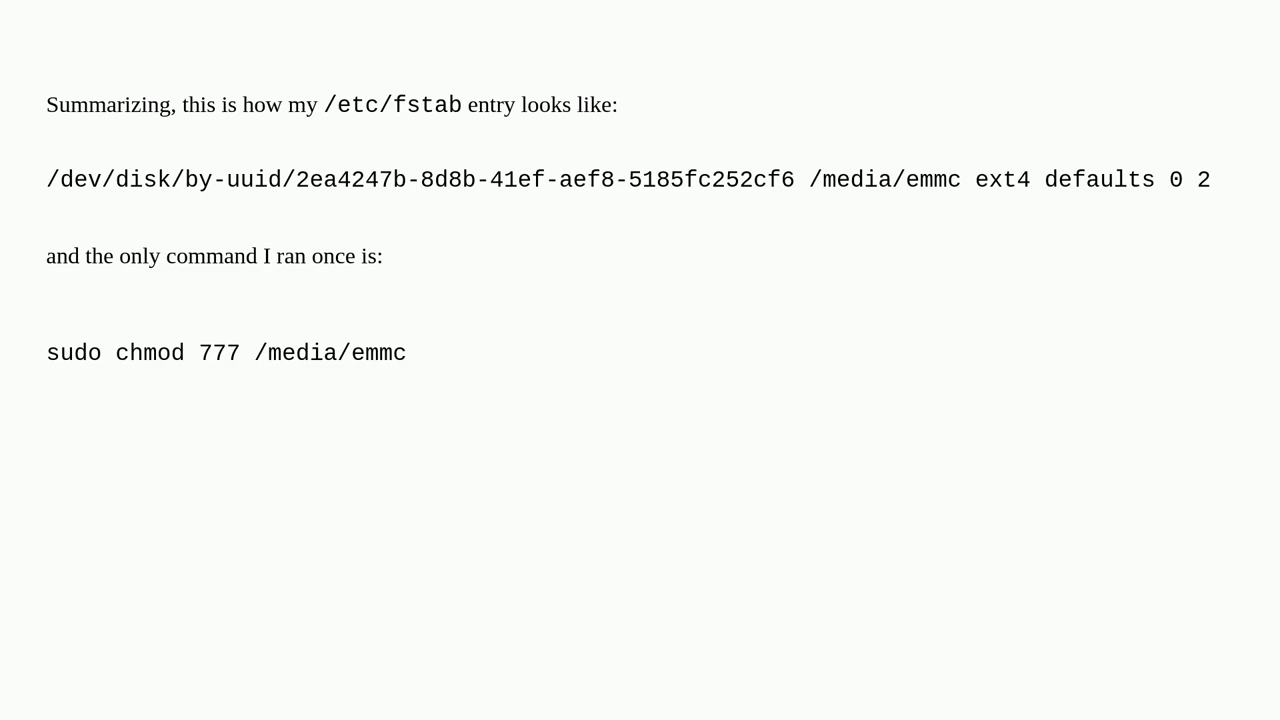 Summarizing, this is how my /etc/fstab entry looks like:
/dev/disk/by-uuid/2ea4247b-8d8b-41ef-aef8-5185fc252cf6 /media/emmc ext4 defaults 0 2
and the only command I ran once is:
sudo chmod 777 /media/emmc